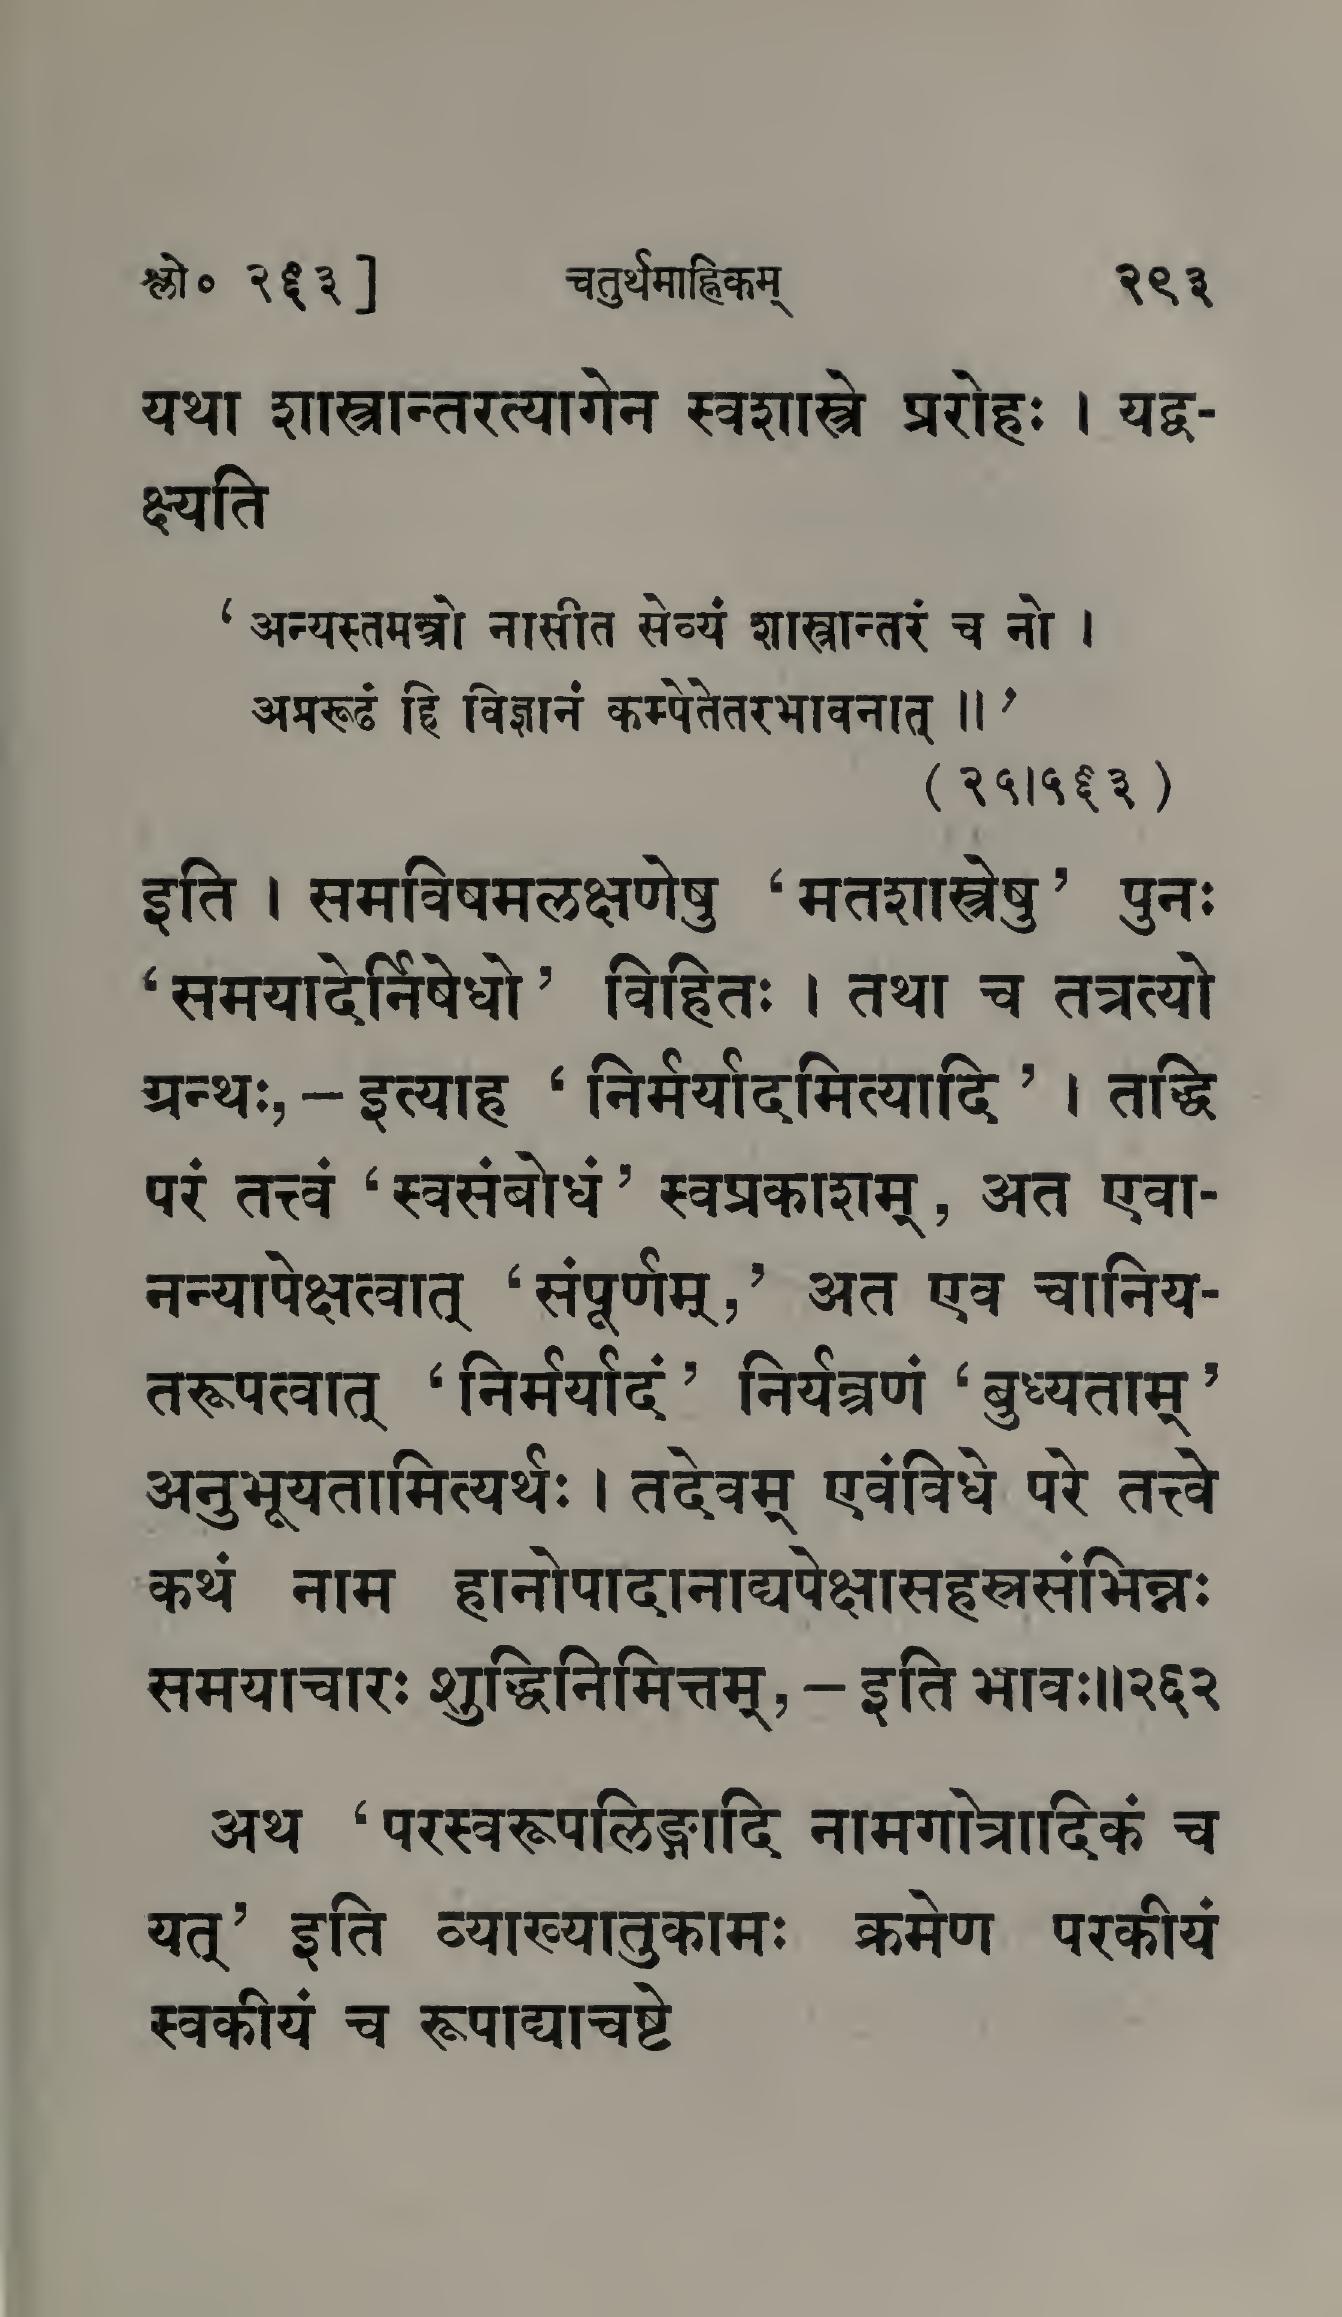 श्लो० २६३]	चतुर्थमाह्निकम्	२९३
यथा शास्त्रान्तरत्यागेन स्वशास्त्रे प्ररोहः । यद्व-
क्ष्यति
‘ अन्यस्तमन्त्रो नासीत सेव्यं शास्त्रान्तरं च नो ।
अप्ररूढं हि विज्ञानं कम्पेतेतरभावनात् ॥ ’
( २५।५६३ )
इति । समविषमलक्षणेषु ‘ मतशास्त्रेषु ’ पुनः
‘ समयादेर्निषेधो ’ विहितः । तथा च तत्रत्यो
ग्रन्थः,—इत्याह ‘ निर्मर्यादमित्यादि ’ । तद्धि
परं तत्त्वं ‘ स्वसंबोधं ’ स्वप्रकाशम्, अत एवा-
नन्यापेक्षत्वात् ‘ संपूर्णम्,’ अत एव चानिय-
तरूपत्वात् ‘ निर्मर्यादं ’ निर्यन्त्रणं ‘ बुध्यताम् ’
अनुभूयतामित्यर्थः । तदेवम् एवंविधे परे तत्त्वे
कथं नाम हानोपादानाद्यपेक्षासहस्रसंभिन्नः
समयाचारः शुद्धिनिमित्तम्,—इति भावः॥२६२
अथ ‘ परस्वरूपलिङ्गादि नामगोत्रादिकं च
यत् ’ इति व्याख्यातुकामः क्रमेण परकीयं
स्वकीयं च रूपाद्याचष्टे